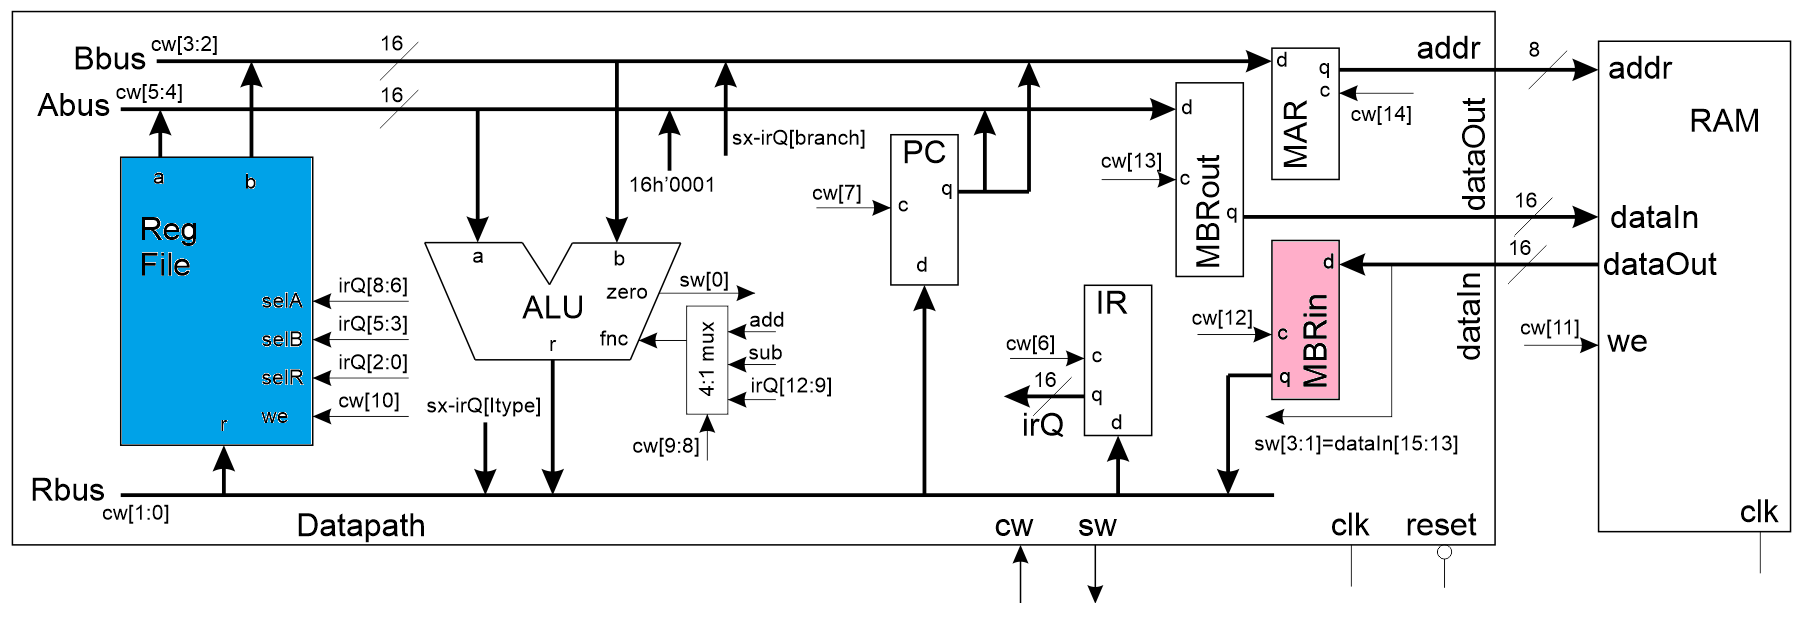 Bbus cw[3:2] 16
Abus cw[5:4] 16
a b
Reg
File
selA
selB
selR
we
r
irQ[8:6]
irQ[5:3]
irQ[2:0]
cw[10]
Rbus
cw[1:0]
Datapath
a b
ALU
zero
fnc
r
sw[0]
4:1 mux
add
sub
irQ[12:9]
cw[9:8]
sx-irQ[Itype]
16h'0001
sx-irQ[branch]
PC
q
c
d
cw[7]
IR
c
q
d
cw[6]
16
irQ
MBRout
d
c
q
cw[13]
MAR
d
q
c
cw[14]
MBRin
d
c
q
cw[12]
sw[3:1]=dataIn[15:13]
addr
dataOut
dataIn
8
16
16
cw[11]
addr
RAM
dataIn
dataOut
we
clk
cw sw clk reset